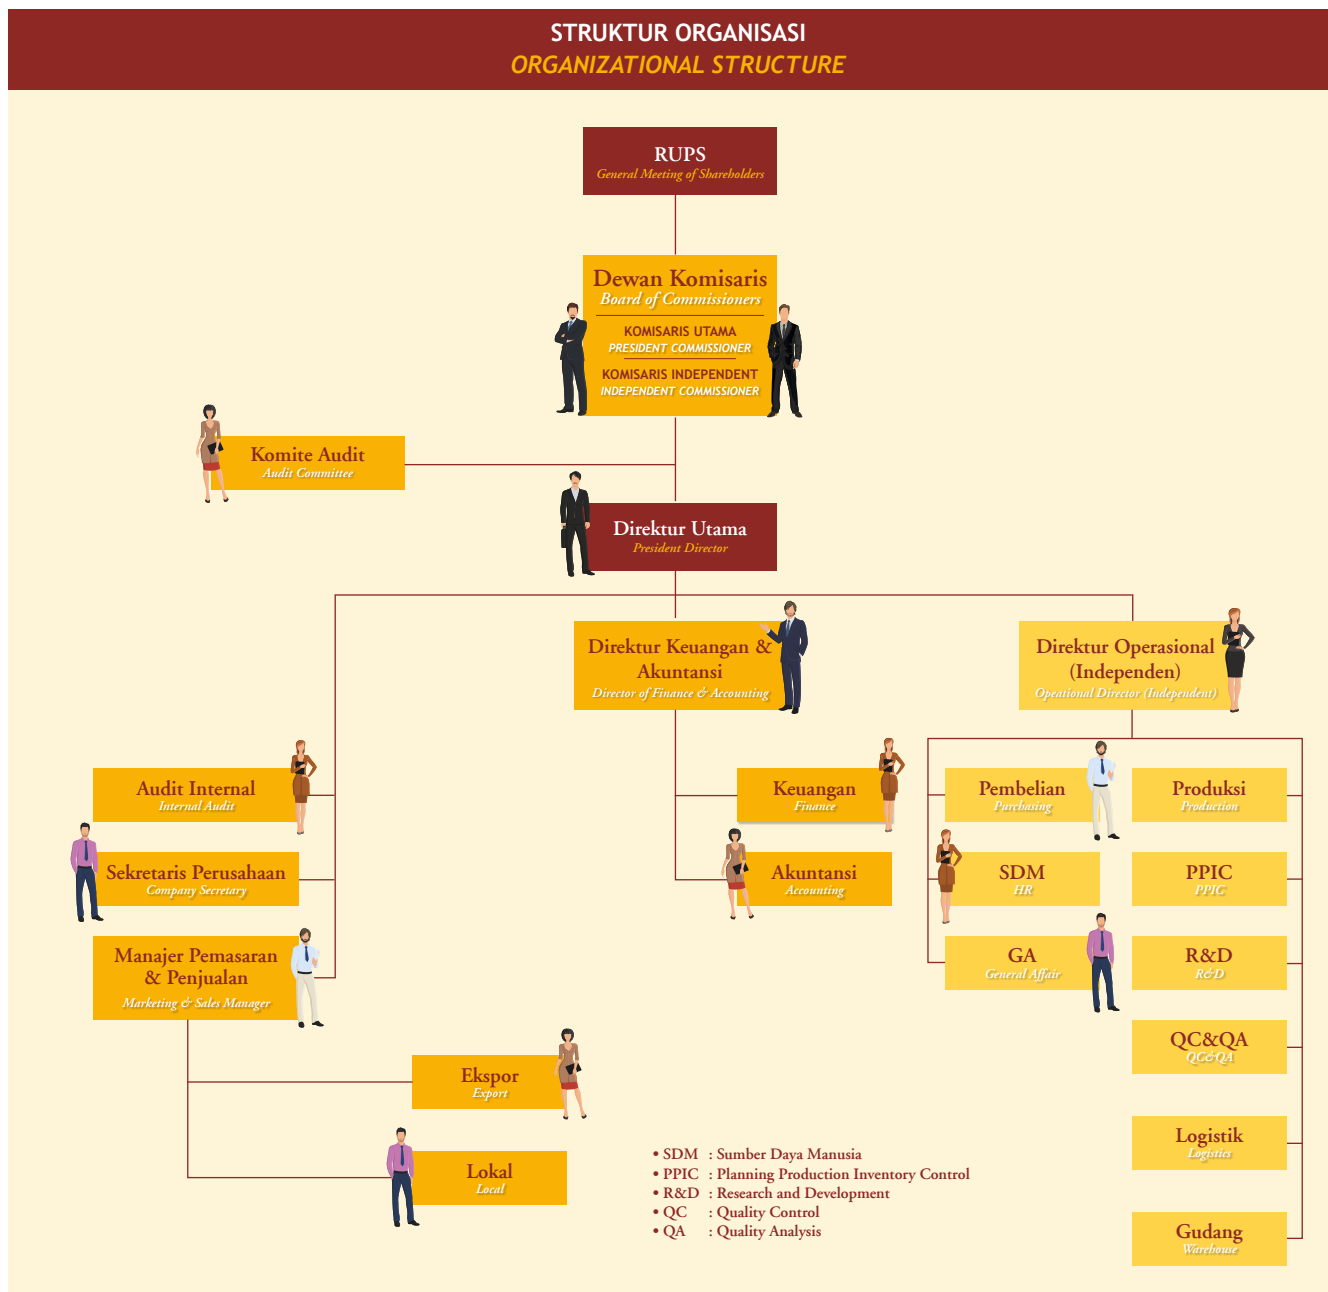 STRUKTUR ORGANISASI
ORGANIZATIONAL STRUCTURE
RUPS
General Meeting of Shareholders
Dewan Komisaris
Board of Commissioners
KOMISARIS UTAMA
PRESIDENT COMMISSIONER
KOMISARIS INDEPENDENT
INDEPENDENT COMMISSIONER
Komite Audit
Audit Committee
Direktur Utama
President Director
Direktur Keuangan &
Akuntansi
Director of Finance & Accounting
Direktur Operasional
(Independen)
Opeational Director (Independent)
Audit Internal
Internal Audit
Sekretaris Perusahaan
Company Secretary
Manajer Pemasaran
& Penjualan
Marketing & Sales Manager
Ekspor
Export
Lokal
Local
Keuangan
Finance
Akuntansi
Accounting
Pembelian
Purchasing
SDM
HR
GA
General Affair
Produksi
Production
PPIC
PPIC
R&D
R&D
QC&QA
QC&QA
Logistik
Logistics
Gudang
Warehouse
• SDM : Sumber Daya Manusia
• PPIC : Planning Production Inventory Control
• R&D : Research and Development
• QC : Quality Control
• QA : Quality Analysis